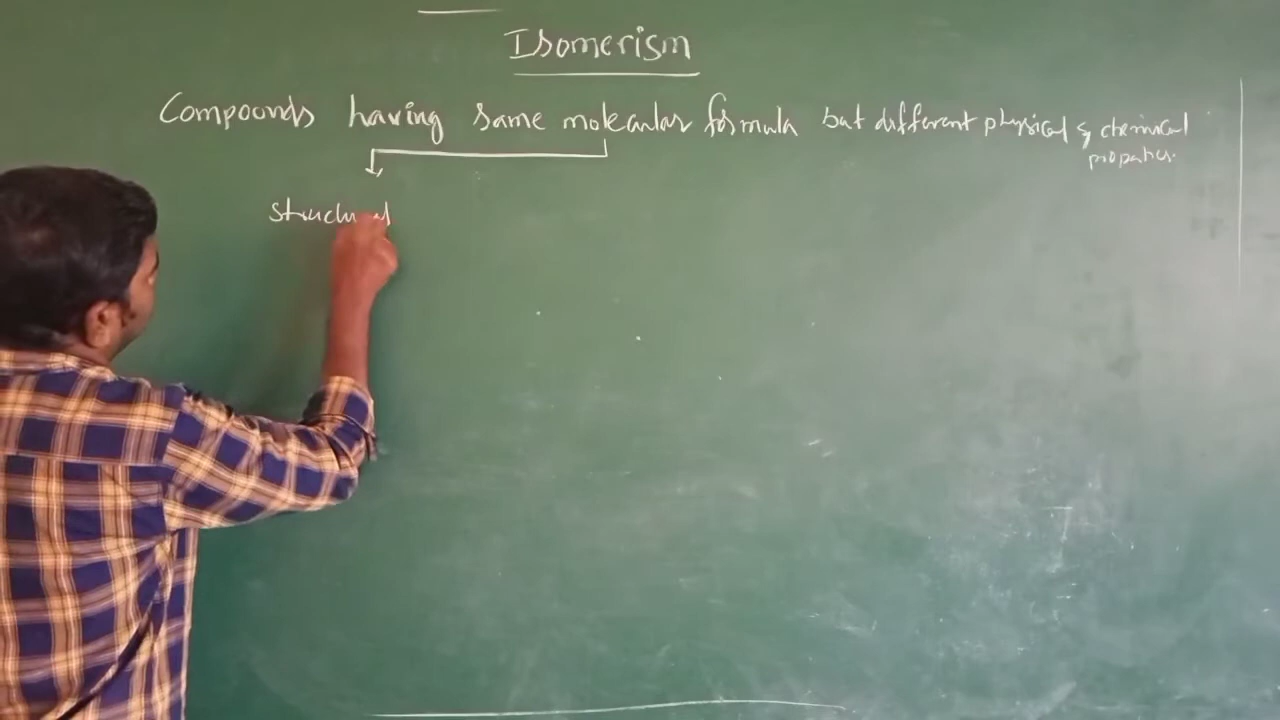 Isomerism
Compounds having same molecular formula but different physical & chemical
properties.
Structural